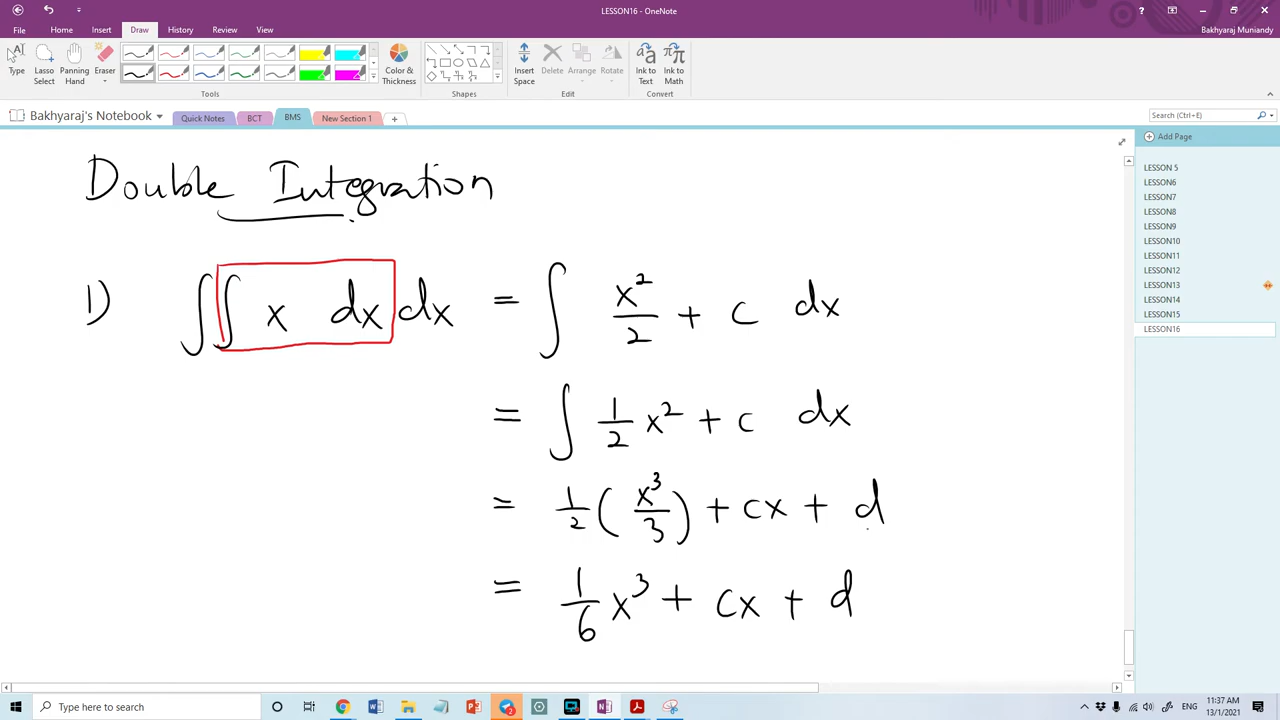 LESSON16 - OneNote
File Home Insert Draw History Review View
Bakhyaraj Muniandy
Type Lasso Select Panning Hand Eraser Color & Thickness Insert Space Delete Arrange Rotate Ink to Text Ink to Math
Tools Shapes Edit Convert
Bakhyaraj's Notebook Quick Notes BCT BMS New Section 1
Search (Ctrl+E)
Add Page
LESSON 5
LESSON6
LESSON7
LESSON8
LESSON9
LESSON10
LESSON11
LESSON12
LESSON13
LESSON14
LESSON15
LESSON16
Double Integration
1) ∫∫ x dx dx = ∫ x²/2 + c dx
= ∫ 1/2 x² + c dx
= 1/2 (x³/3) + cx + d
= 1/6 x³ + cx + d
Type here to search
ENG
11:37 AM
13/1/2021